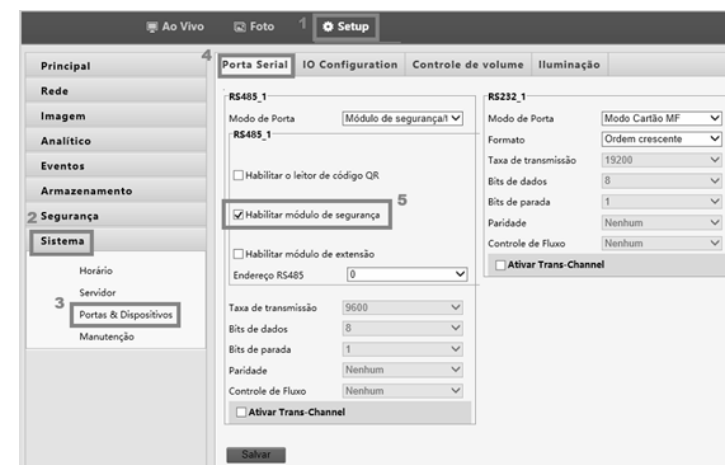 Ao Vivo Foto 1 Setup
Principal
Rede
Imagem
Analítico
Eventos
Armazenamento
2 Segurança
Sistema
Horário
Servidor
3 Portas & Dispositivos
Manutenção
4 Porta Serial IO Configuration Controle de volume Iluminação
RS485_1
Modo de Porta Módulo de segurança/l
RS485_1
Habilitar o leitor de código QR
5
Habilitar módulo de segurança
Habilitar módulo de extensão
Endereço RS485 0
Taxa de transmissão 9600
Bits de dados 8
Bits de parada 1
Paridade Nenhum
Controle de Fluxo Nenhum
Ativar Trans-Channel
Salvar
RS232_1
Modo de Porta Modo Cartão MF
Formato Ordem crescente
Taxa de transmissão 19200
Bits de dados 8
Bits de parada 1
Paridade Nenhum
Controle de Fluxo Nenhum
Ativar Trans-Channel